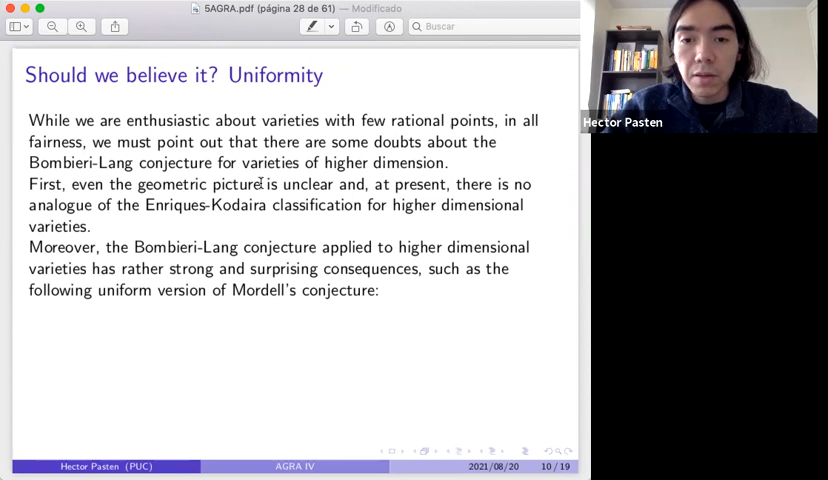 5AGRA.pdf (página 28 de 61) — Modificado
Buscar
Should we believe it? Uniformity
While we are enthusiastic about varieties with few rational points, in all
fairness, we must point out that there are some doubts about the
Bombieri-Lang conjecture for varieties of higher dimension.
First, even the geometric picture is unclear and, at present, there is no
analogue of the Enriques-Kodaira classification for higher dimensional
varieties.
Moreover, the Bombieri-Lang conjecture applied to higher dimensional
varieties has rather strong and surprising consequences, such as the
following uniform version of Mordell's conjecture:
Hector Pasten (PUC)
AGRA IV
2021/08/20
10 / 19
Hector Pasten